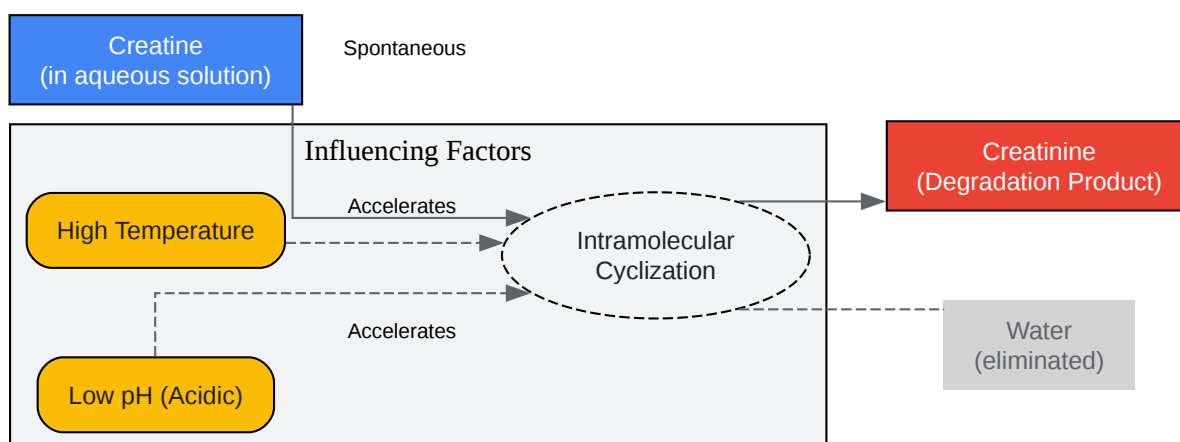 Creatine
(in aqueous solution)
Spontaneous
Influencing Factors
Creatinine
(Degradation Product)
Accelerates
High Temperature
Intramolecular
Cyclization
Accelerates
Water
(eliminated)
Low pH (Acidic)